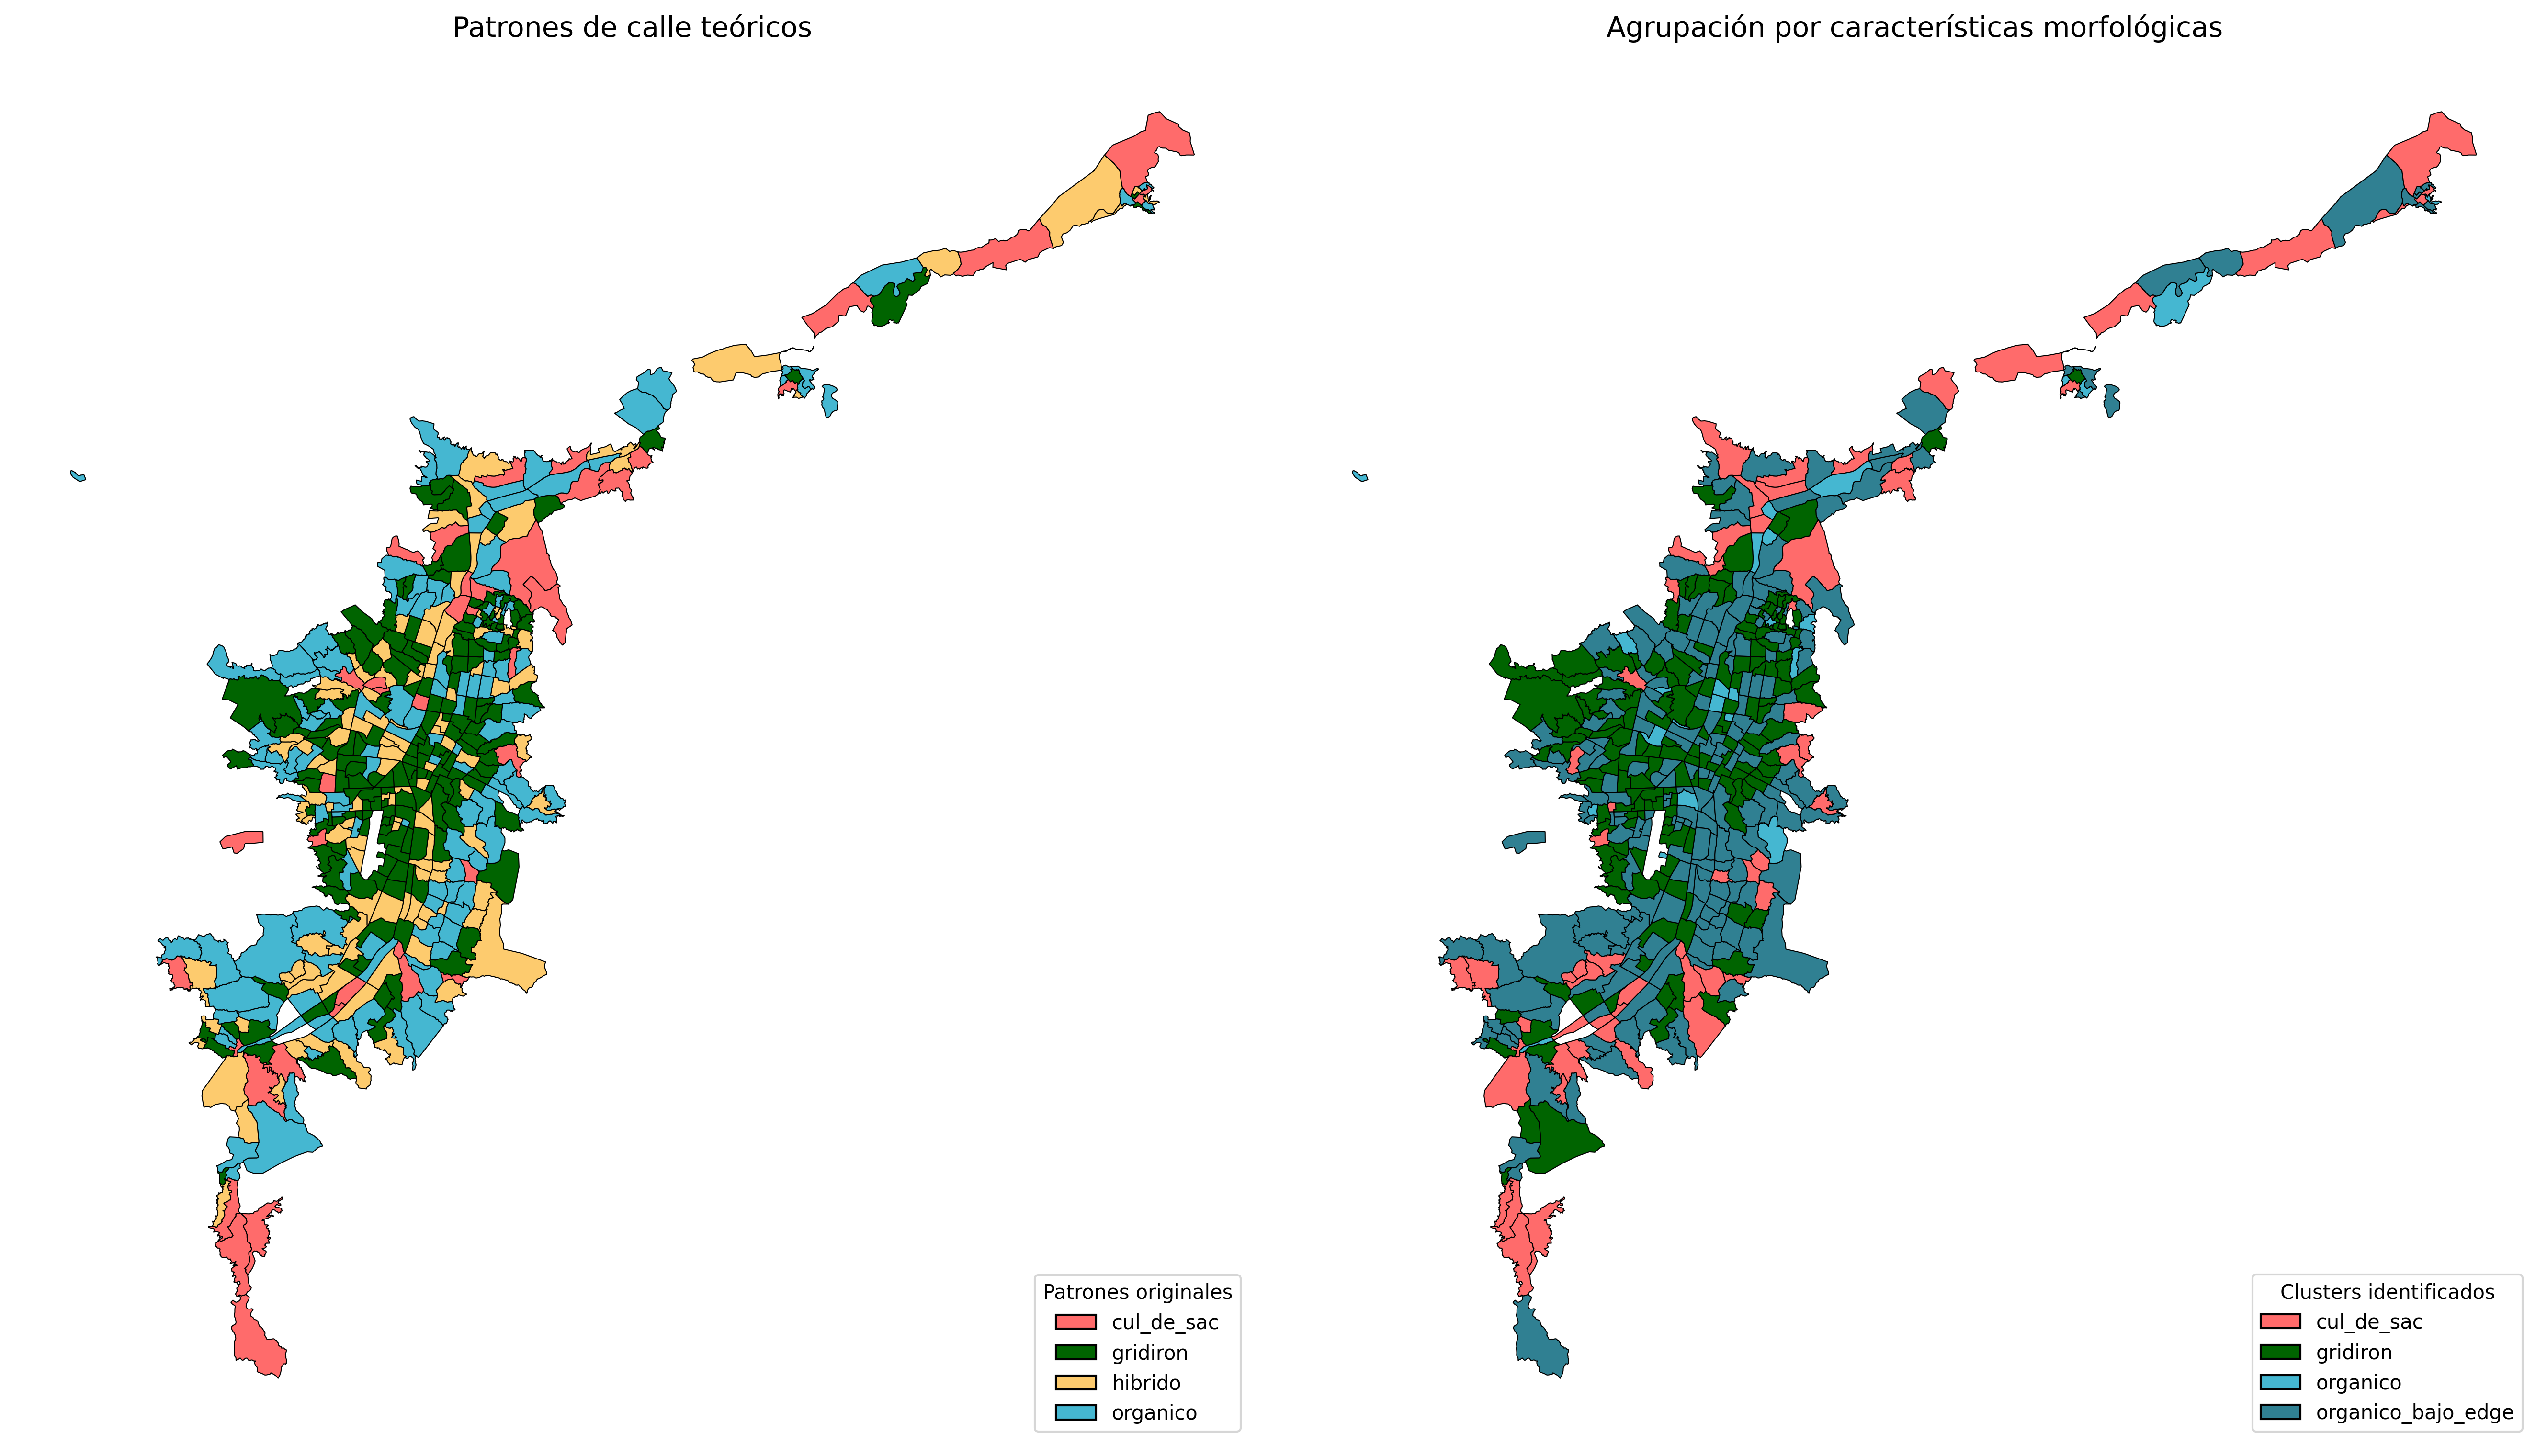 Patrones de calle teóricos
Agrupación por características morfológicas
Patrones originales
cul_de_sac
gridiron
hibrido
organico
Clusters identificados
cul_de_sac
gridiron
organico
organico_bajo_edge